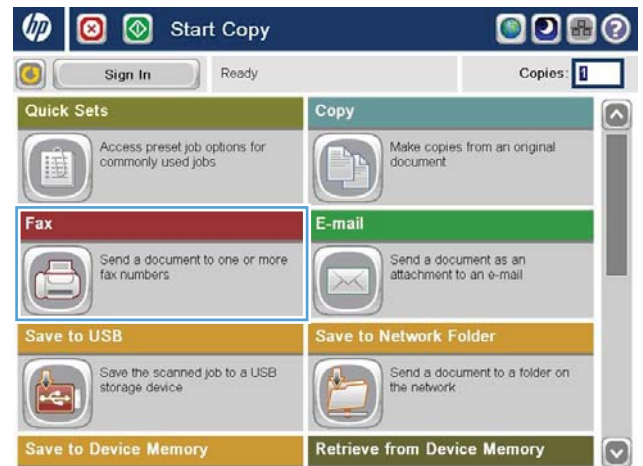 hp
Start Copy
?
Sign In
Ready
Copies: 1
Quick Sets
Access preset job options for
commonly used jobs
Copy
Make copies from an original
document
Fax
Send a document to one or more
fax numbers
E-mail
Send a document as an
attachment to an e-mail
Save to USB
Save the scanned job to a USB
storage device
Save to Network Folder
Send a document to a folder on
the network
Save to Device Memory
Retrieve from Device Memory